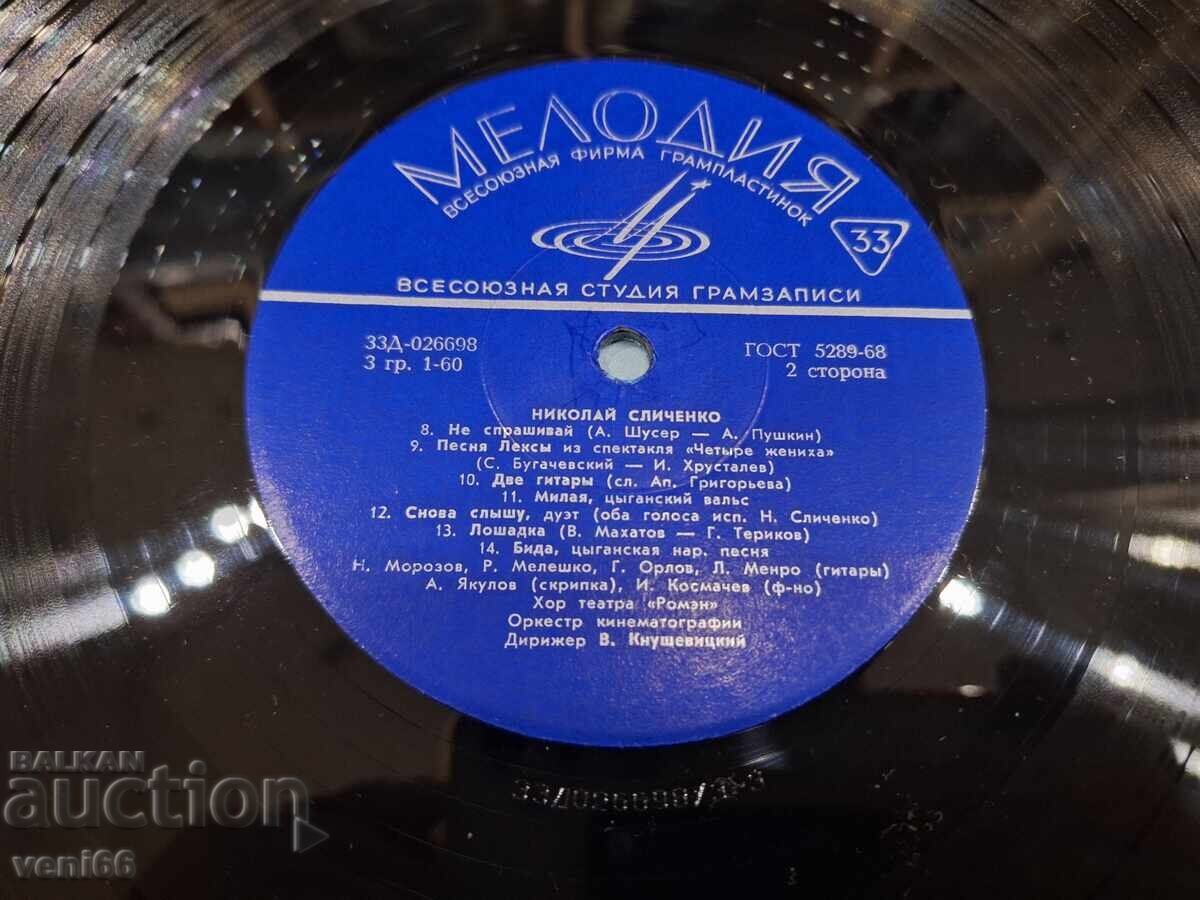 МЕЛОДИЯ
ВСЕСОЮЗНАЯ ФИРМА ГРАМПЛАСТИНОК
33
ВСЕСОЮЗНАЯ СТУДИЯ ГРАМЗАПИСИ
33Д-026698
3 гр. 1-60
ГОСТ 5289-68
2 сторона
НИКОЛАЙ СЛИЧЕНКО
8. Не спрашивай (А. Шусер — А. Пушкин)
9. Песня Лексы из спектакля «Четыре жениха»
(С. Бугачевский — И. Хрусталев)
10. Две гитары (сл. Ап. Григорьева)
11. Милая, цыганский вальс
12. Снова слышу, дуэт (оба голоса исп. Н. Сличенко)
13. Лошадка (В. Махатов — Г. Териков)
14. Бида, цыганская нар. песня
Н. Морозов, Р. Мелешко, Г. Орлов, Л. Менро (гитары)
А. Якулов (скрипка), И. Космачев (ф-но)
Хор театра «Ромэн»
Оркестр кинематографии
Дирижер В. Кнушевицкий
BALKAN
auction
veni66